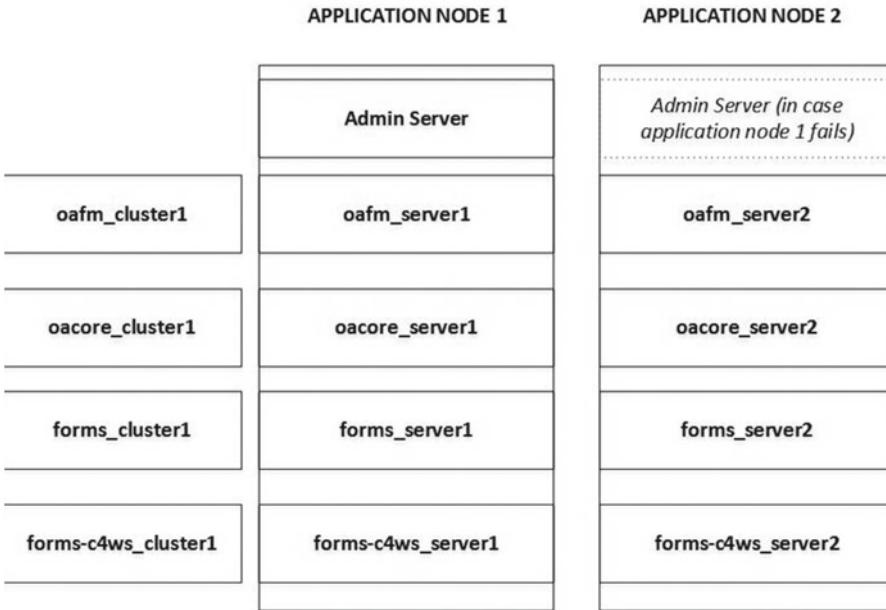 APPLICATION NODE 1
APPLICATION NODE 2
Admin Server
Admin Server (in case
application node 1 fails)
oafm_cluster1
oafm_server1
oafm_server2
oacore_cluster1
oacore_server1
oacore_server2
forms_cluster1
forms_server1
forms_server2
forms-c4ws_cluster1
forms-c4ws_server1
forms-c4ws_server2